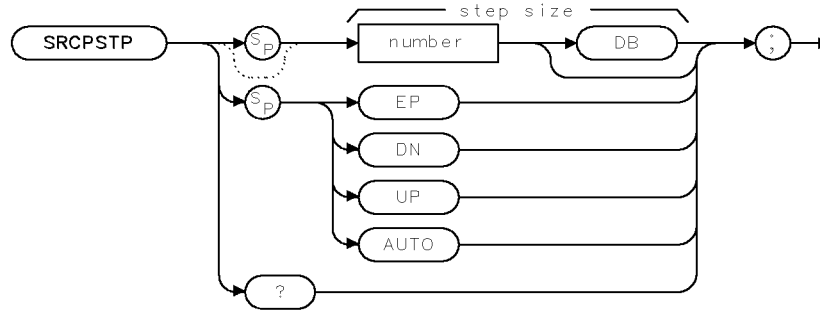 step size
SRCPSTP
SP
number
DB
;
SP
EP
DN
UP
AUTO
?